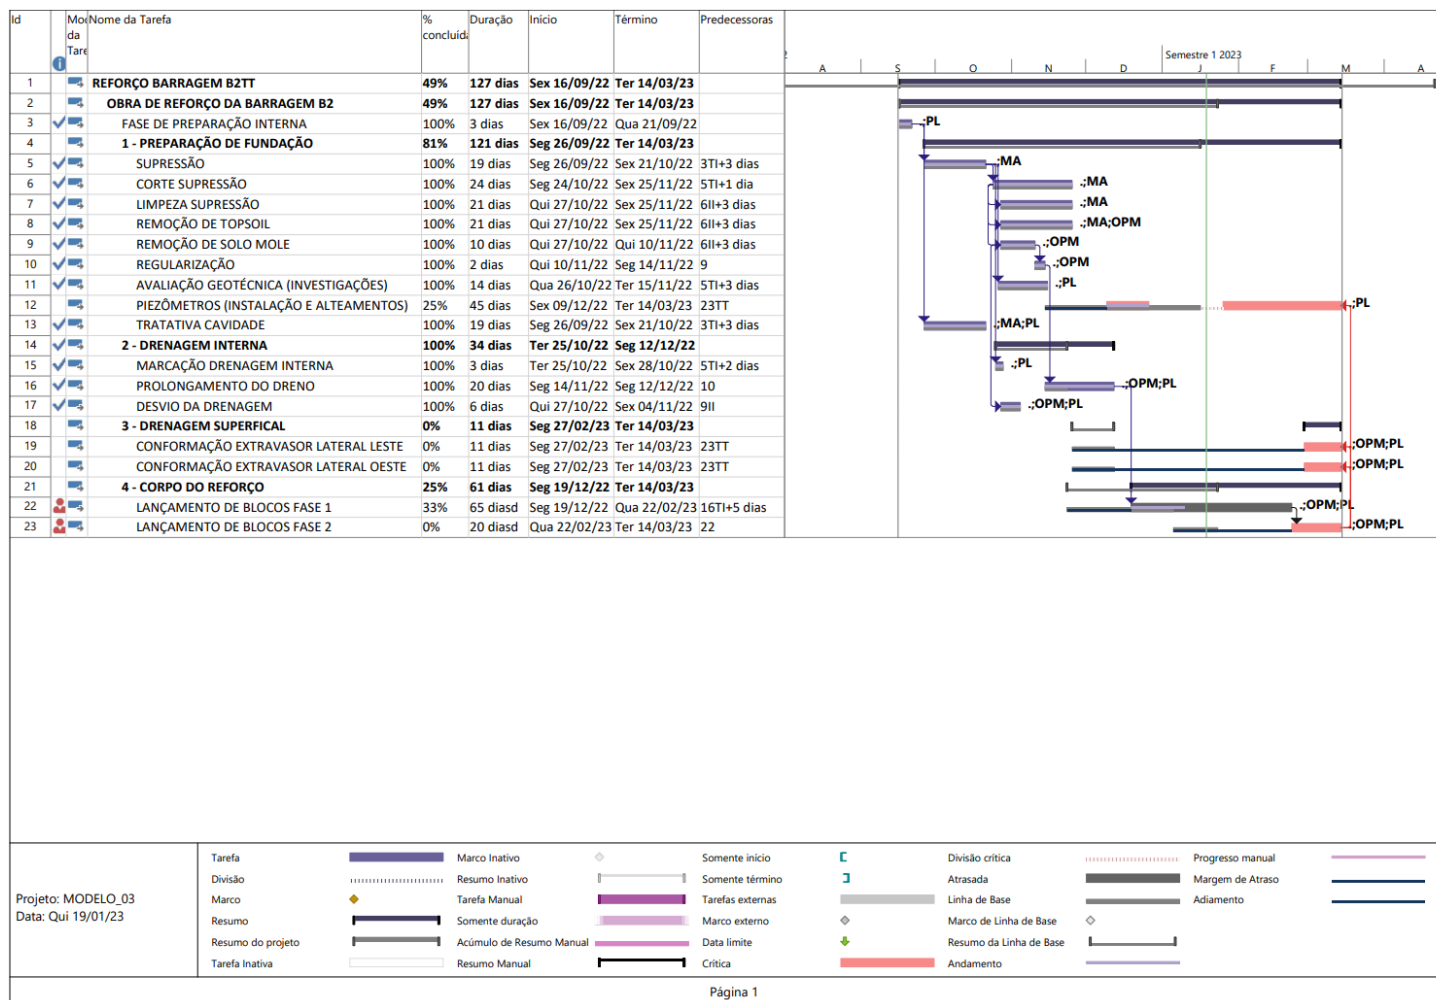 Id Mod da Tare Nome da Tarefa % concluída Duração Início Término Predecessoras
2 Semestre 1 2023
A S O N D J F M A
1 REFORÇO BARRAGEM B2TT 49% 127 dias Sex 16/09/22 Ter 14/03/23
2 OBRA DE REFORÇO DA BARRAGEM B2 49% 127 dias Sex 16/09/22 Ter 14/03/23
3 FASE DE PREPARAÇÃO INTERNA 100% 3 dias Sex 16/09/22 Qua 21/09/22 .;PL
4 1 - PREPARAÇÃO DE FUNDAÇÃO 81% 121 dias Seg 26/09/22 Ter 14/03/23
5 SUPRESSÃO 100% 19 dias Seg 26/09/22 Sex 21/10/22 3TI+3 dias .;MA
6 CORTE SUPRESSÃO 100% 24 dias Seg 24/10/22 Sex 25/11/22 5TI+1 dia .;MA
7 LIMPEZA SUPRESSÃO 100% 21 dias Qui 27/10/22 Sex 25/11/22 6II+3 dias .;MA
8 REMOÇÃO DE TOPSOIL 100% 21 dias Qui 27/10/22 Sex 25/11/22 6II+3 dias .;MA;OPM
9 REMOÇÃO DE SOLO MOLE 100% 10 dias Qui 27/10/22 Qui 10/11/22 6II+3 dias .;OPM
10 REGULARIZAÇÃO 100% 2 dias Qui 10/11/22 Seg 14/11/22 9 .;OPM
11 AVALIAÇÃO GEOTÉCNICA (INVESTIGAÇÕES) 100% 14 dias Qua 26/10/22 Ter 15/11/22 5TI+3 dias .;PL
12 PIEZÔMETROS (INSTALAÇÃO E ALTEAMENTOS) 25% 45 dias Sex 09/12/22 Ter 14/03/23 23TT .;PL
13 TRATATIVA CAVIDADE 100% 19 dias Seg 26/09/22 Sex 21/10/22 3TI+3 dias .;MA;PL
14 2 - DRENAGEM INTERNA 100% 34 dias Ter 25/10/22 Seg 12/12/22
15 MARCAÇÃO DRENAGEM INTERNA 100% 3 dias Ter 25/10/22 Sex 28/10/22 5TI+2 dias .;PL
16 PROLONGAMENTO DO DRENO 100% 20 dias Seg 14/11/22 Seg 12/12/22 10 .;OPM;PL
17 DESVIO DA DRENAGEM 100% 6 dias Qui 27/10/22 Sex 04/11/22 9II .;OPM;PL
18 3 - DRENAGEM SUPERFICAL 0% 11 dias Seg 27/02/23 Ter 14/03/23
19 CONFORMAÇÃO EXTRAVASOR LATERAL LESTE 0% 11 dias Seg 27/02/23 Ter 14/03/23 23TT .;OPM;PL
20 CONFORMAÇÃO EXTRAVASOR LATERAL OESTE 0% 11 dias Seg 27/02/23 Ter 14/03/23 23TT .;OPM;PL
21 4 - CORPO DO REFORÇO 25% 61 dias Seg 19/12/22 Ter 14/03/23
22 LANÇAMENTO DE BLOCOS FASE 1 33% 65 diasd Seg 19/12/22 Qua 22/02/23 16TI+5 dias .;OPM;PL
23 LANÇAMENTO DE BLOCOS FASE 2 0% 20 diasd Qua 22/02/23 Ter 14/03/23 22 .;OPM;PL
Projeto: MODELO_03
Data: Qui 19/01/23
Tarefa Marco Inativo Somente início Divisão crítica Progresso manual
Divisão Resumo Inativo Somente término Atrasada Margem de Atraso
Marco Tarefa Manual Tarefas externas Linha de Base Adiamento
Resumo Somente duração Marco externo Marco de Linha de Base
Resumo do projeto Acúmulo de Resumo Manual Data limite Resumo da Linha de Base
Tarefa Inativa Resumo Manual Crítica Andamento
Página 1